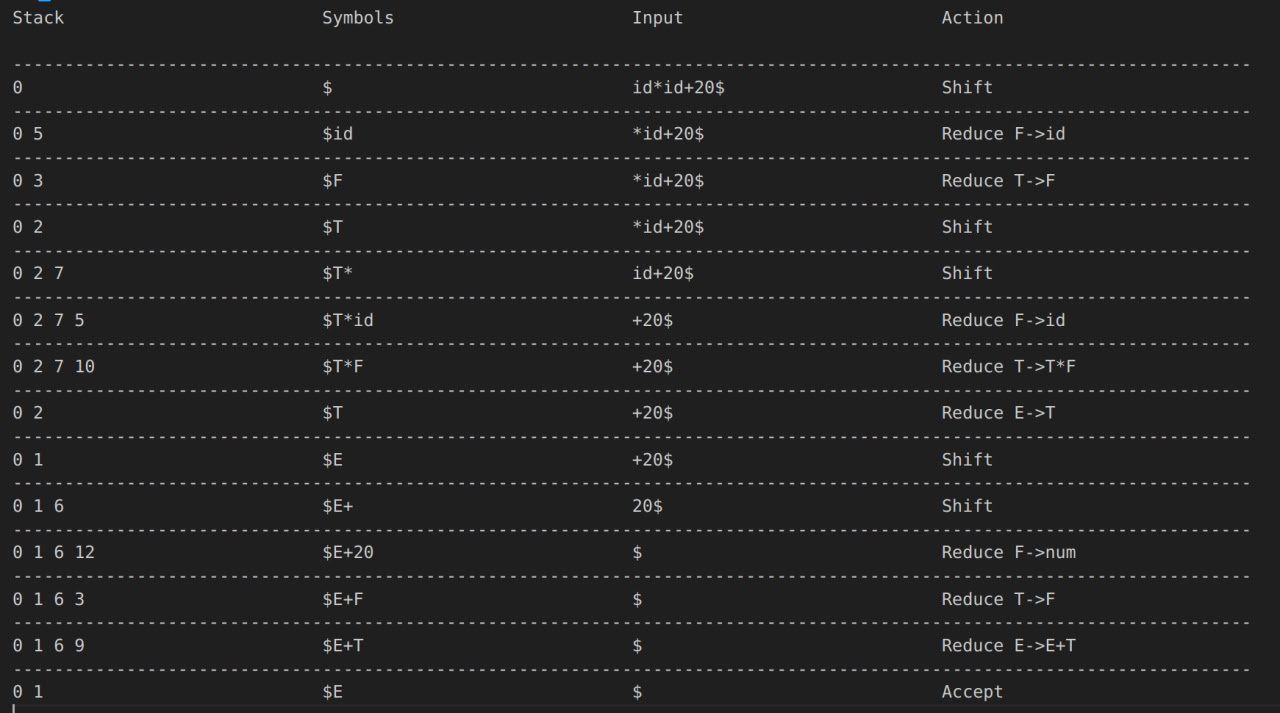 Stack Symbols Input Action
------------------------------------------------------------------------------------------------------------------------
0 $ id*id+20$ Shift
------------------------------------------------------------------------------------------------------------------------
0 5 $id *id+20$ Reduce F->id
------------------------------------------------------------------------------------------------------------------------
0 3 $F *id+20$ Reduce T->F
------------------------------------------------------------------------------------------------------------------------
0 2 $T *id+20$ Shift
------------------------------------------------------------------------------------------------------------------------
0 2 7 $T* id+20$ Shift
------------------------------------------------------------------------------------------------------------------------
0 2 7 5 $T*id +20$ Reduce F->id
------------------------------------------------------------------------------------------------------------------------
0 2 7 10 $T*F +20$ Reduce T->T*F
------------------------------------------------------------------------------------------------------------------------
0 2 $T +20$ Reduce E->T
------------------------------------------------------------------------------------------------------------------------
0 1 $E +20$ Shift
------------------------------------------------------------------------------------------------------------------------
0 1 6 $E+ 20$ Shift
------------------------------------------------------------------------------------------------------------------------
0 1 6 12 $E+20 $ Reduce F->num
------------------------------------------------------------------------------------------------------------------------
0 1 6 3 $E+F $ Reduce T->F
------------------------------------------------------------------------------------------------------------------------
0 1 6 9 $E+T $ Reduce E->E+T
------------------------------------------------------------------------------------------------------------------------
0 1 $E $ Accept